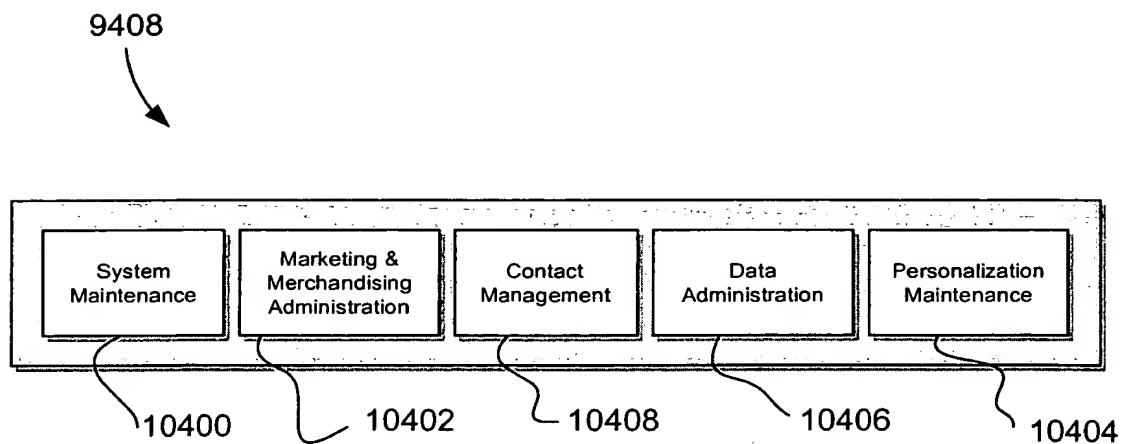 9408
System
Maintenance
Marketing &
Merchandising
Administration
Contact
Management
Data
Administration
Personalization
Maintenance
10400
10402
10408
10406
10404